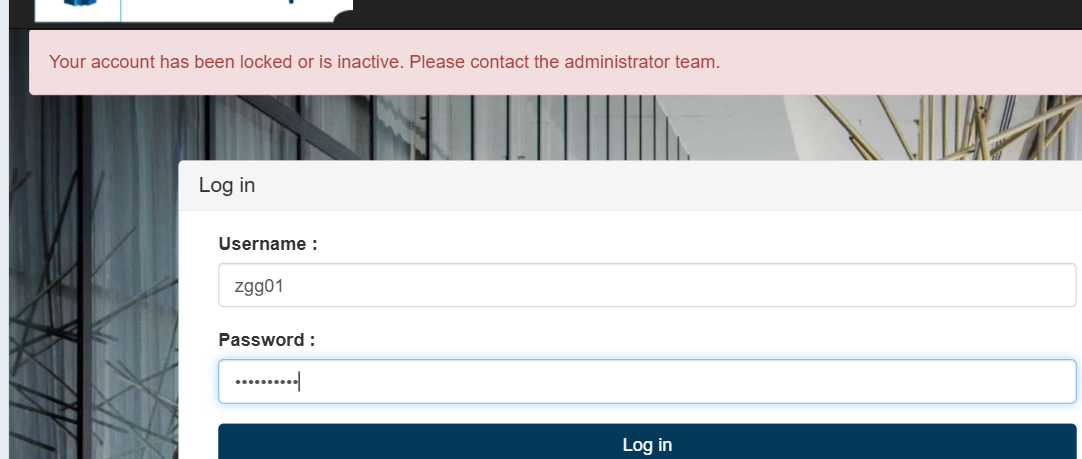 Your account has been locked or is inactive. Please contact the administrator team.
Log in
Username :
zgg01
Password :
••••••••••
Log in